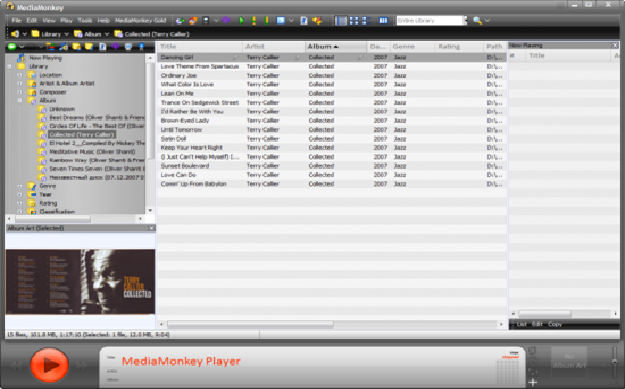 MediaMonkey
File Edit View Play Tools Help MediaMonkey Gold
Entire Library
Library Album Collected (Terry Callier)
Now Playing
Library
Location
Artist & Album Artist
Composer
Album
Unknown
Best Dreams (Oliver Shanti & Friend
Circles Of Life - The Best Of (Oliver
Collected (Terry Callier)
El Hotel 2__Compiled By Mickey The
Meditative Music (Oliver Shanti)
Rainbow Way (Oliver Shanti & Friend
Seven Times Seven (Oliver Shanti &
Неизвестный диск (07.12.2007
Genre
Year
Rating
Classification
Album Art (Selected)
TERRY
CALLIER
COLLECTED
Title Artist Album Da... Genre Rating Path
Dancing Girl Terry Callier Collected 2007 Jazz D:\...
Love Theme From Spartacus Terry Callier Collected 2007 Jazz D:\...
Ordinary Joe Terry Callier Collected 2007 Jazz D:\...
What Color Is Love Terry Callier Collected 2007 Jazz D:\...
Lean On Me Terry Callier Collected 2007 Jazz D:\...
Trance On Sedgewick Street Terry Callier Collected 2007 Jazz D:\...
I'd Rather Be With You Terry Callier Collected 2007 Jazz D:\...
Brown-Eyed Lady Terry Callier Collected 2007 Jazz D:\...
Until Tomorrow Terry Callier Collected 2007 Jazz D:\...
Satin Doll Terry Callier Collected 2007 Jazz D:\...
Keep Your Heart Right Terry Callier Collected 2007 Jazz D:\...
(I Just Can't Help Myself) I... Terry Callier Collected 2007 Jazz D:\...
Sunset Boulevard Terry Callier Collected 2007 Jazz D:\...
Love Can Do Terry Callier Collected 2007 Jazz D:\...
Comin' Up From Babylon Terry Callier Collected 2007 Jazz D:\...
Now Playing
# Title Ar
List Edit Copy
15 files, 101.8 MB, 1:17:10 (Selected: 1 file, 12.0 MB, 9:04)
MediaMonkey Player
No
Album Art